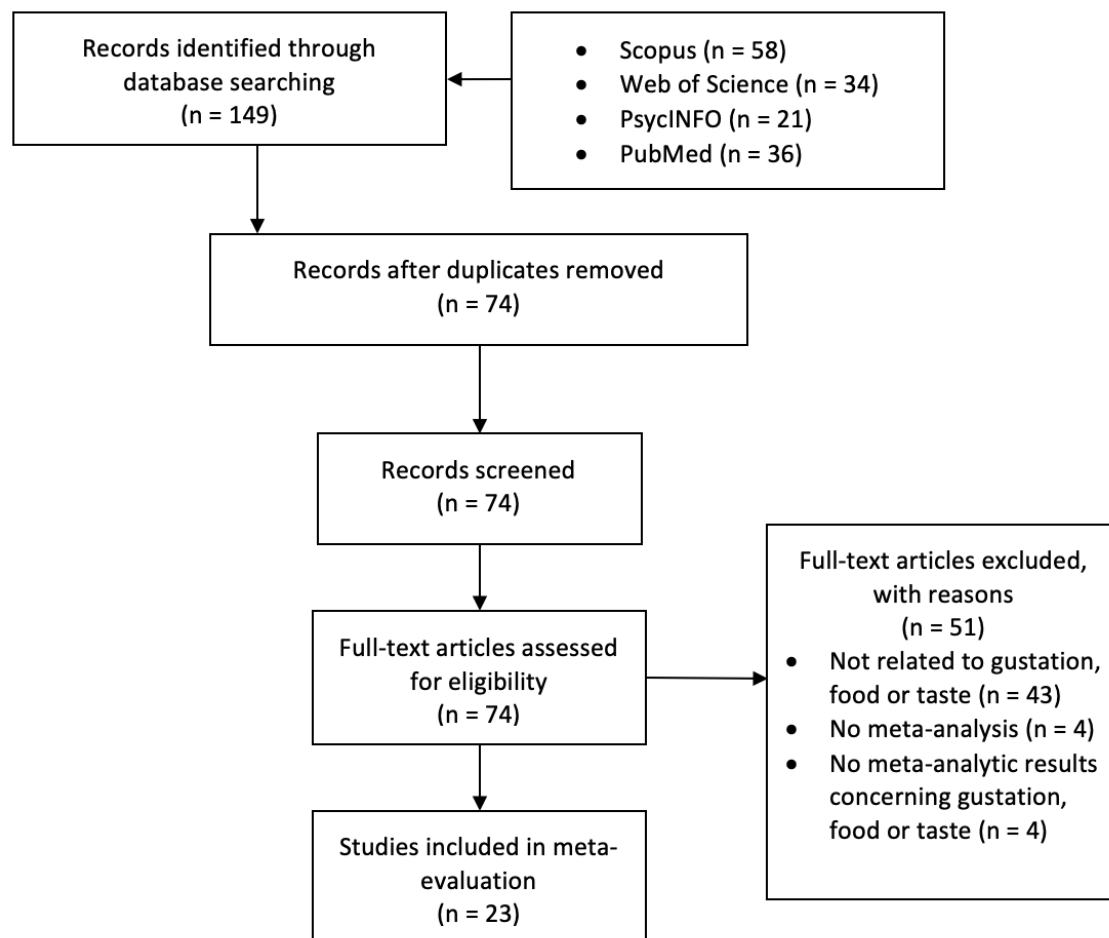 Records identified through
database searching
(n = 149)
• Scopus (n = 58)
• Web of Science (n = 34)
• PsycINFO (n = 21)
• PubMed (n = 36)
Records after duplicates removed
(n = 74)
Records screened
(n = 74)
Full-text articles assessed
for eligibility
(n = 74)
Full-text articles excluded,
with reasons
(n = 51)
• Not related to gustation,
food or taste (n = 43)
• No meta-analysis (n = 4)
• No meta-analytic results
concerning gustation,
food or taste (n = 4)
Studies included in meta-
evaluation
(n = 23)